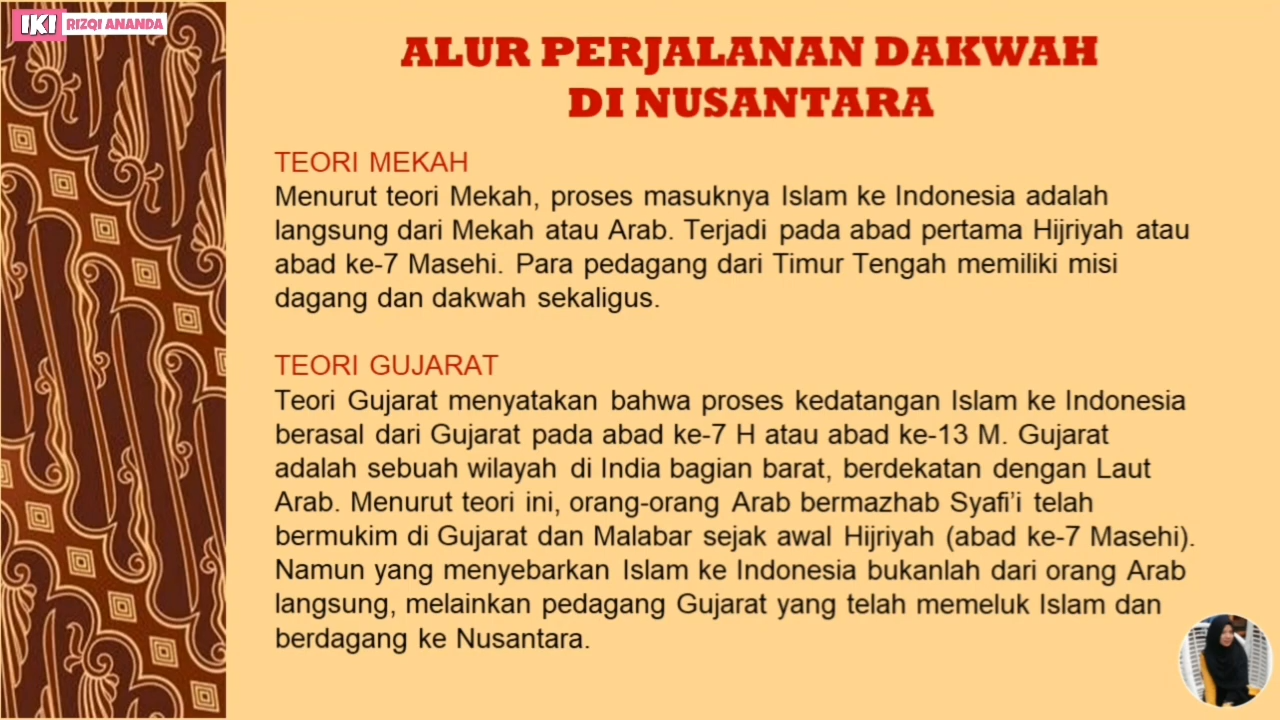 IKI RIZQI ANANDA
ALUR PERJALANAN DAKWAH
DI NUSANTARA
TEORI MEKAH
Menurut teori Mekah, proses masuknya Islam ke Indonesia adalah
langsung dari Mekah atau Arab. Terjadi pada abad pertama Hijriyah atau
abad ke-7 Masehi. Para pedagang dari Timur Tengah memiliki misi
dagang dan dakwah sekaligus.
TEORI GUJARAT
Teori Gujarat menyatakan bahwa proses kedatangan Islam ke Indonesia
berasal dari Gujarat pada abad ke-7 H atau abad ke-13 M. Gujarat
adalah sebuah wilayah di India bagian barat, berdekatan dengan Laut
Arab. Menurut teori ini, orang-orang Arab bermazhab Syafi’i telah
bermukim di Gujarat dan Malabar sejak awal Hijriyah (abad ke-7 Masehi).
Namun yang menyebarkan Islam ke Indonesia bukanlah dari orang Arab
langsung, melainkan pedagang Gujarat yang telah memeluk Islam dan
berdagang ke Nusantara.